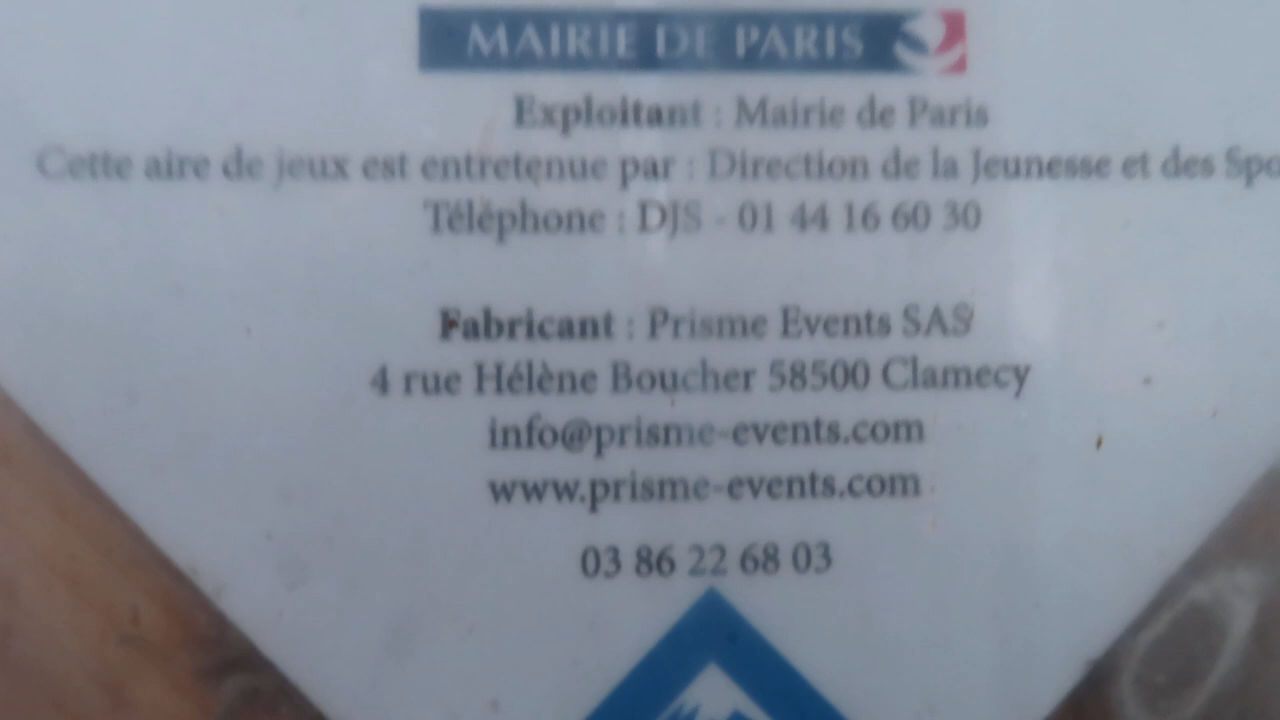 MAIRIE DE PARIS
Exploitant : Mairie de Paris
Cette aire de jeux est entretenue par : Direction de la Jeunesse et des Spo
Téléphone : DJS - 01 44 16 60 30
Fabricant : Prisme Events SAS
4 rue Hélène Boucher 58500 Clamecy
info@prisme-events.com
www.prisme-events.com
03 86 22 68 03